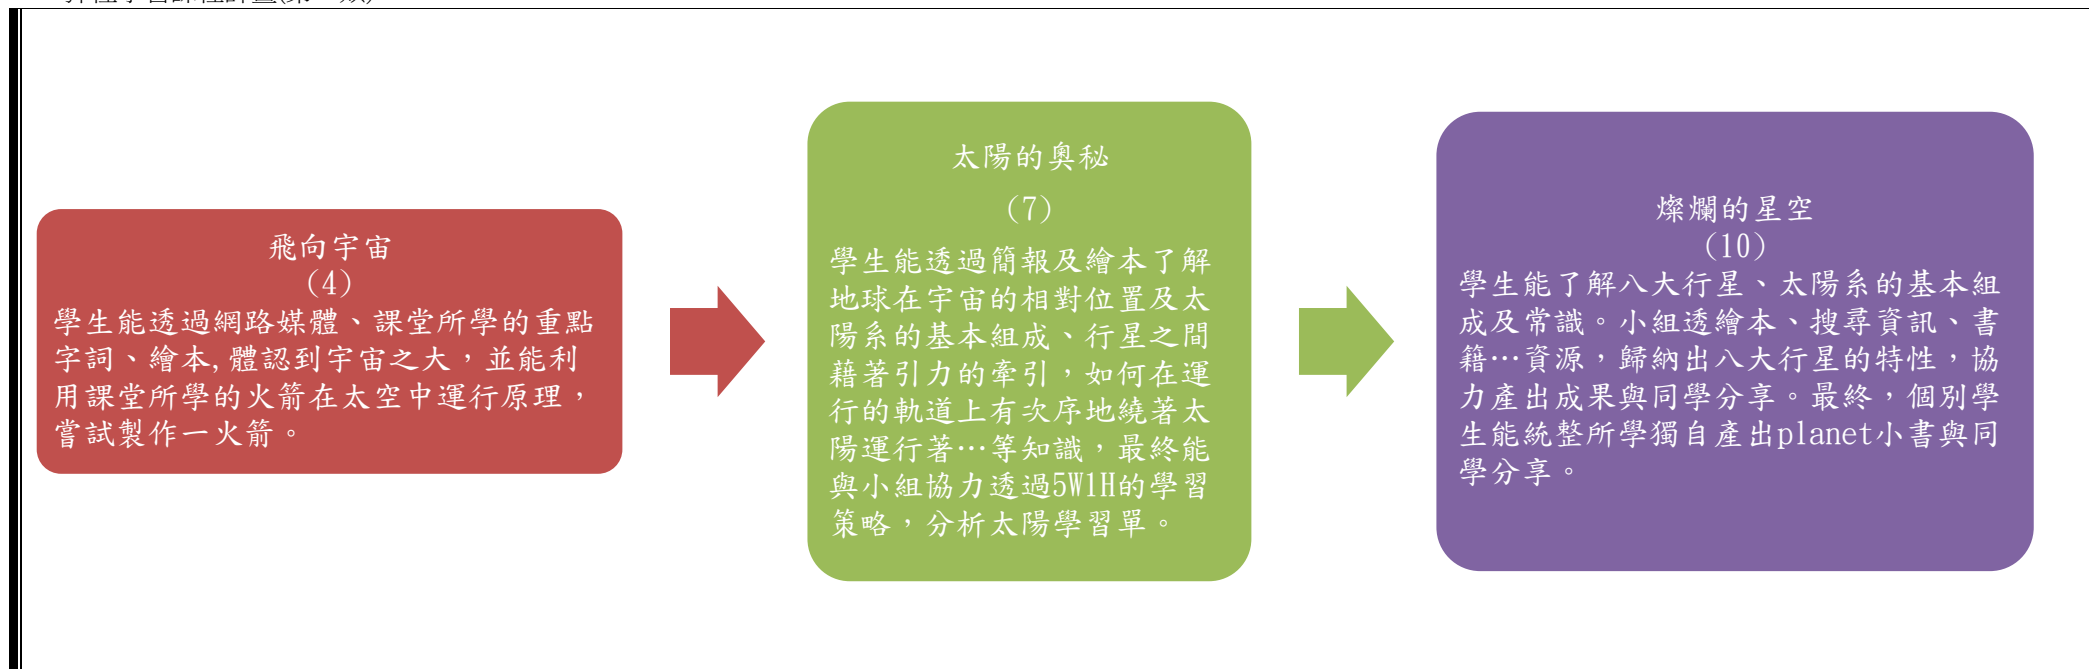 飛向宇宙
(4)
學生能透過網路媒體、課堂所學的重點
字詞、繪本,體認到宇宙之大，並能利
用課堂所學的火箭在太空中運行原理，
嘗試製作一火箭。
太陽的奧秘
(7)
學生能透過簡報及繪本了解
地球在宇宙的相對位置及太
陽系的基本組成、行星之間
藉著引力的牽引，如何在運
行的軌道上有次序地繞著太
陽運行著…等知識，最終能
與小組協力透過5W1H的學習
策略，分析太陽學習單。
燦爛的星空
(10)
學生能了解八大行星、太陽系的基本組
成及常識。小組透繪本、搜尋資訊、書
籍…資源，歸納出八大行星的特性，協
力產出成果與同學分享。最終，個別學
生能統整所學獨自產出planet小書與同
學分享。